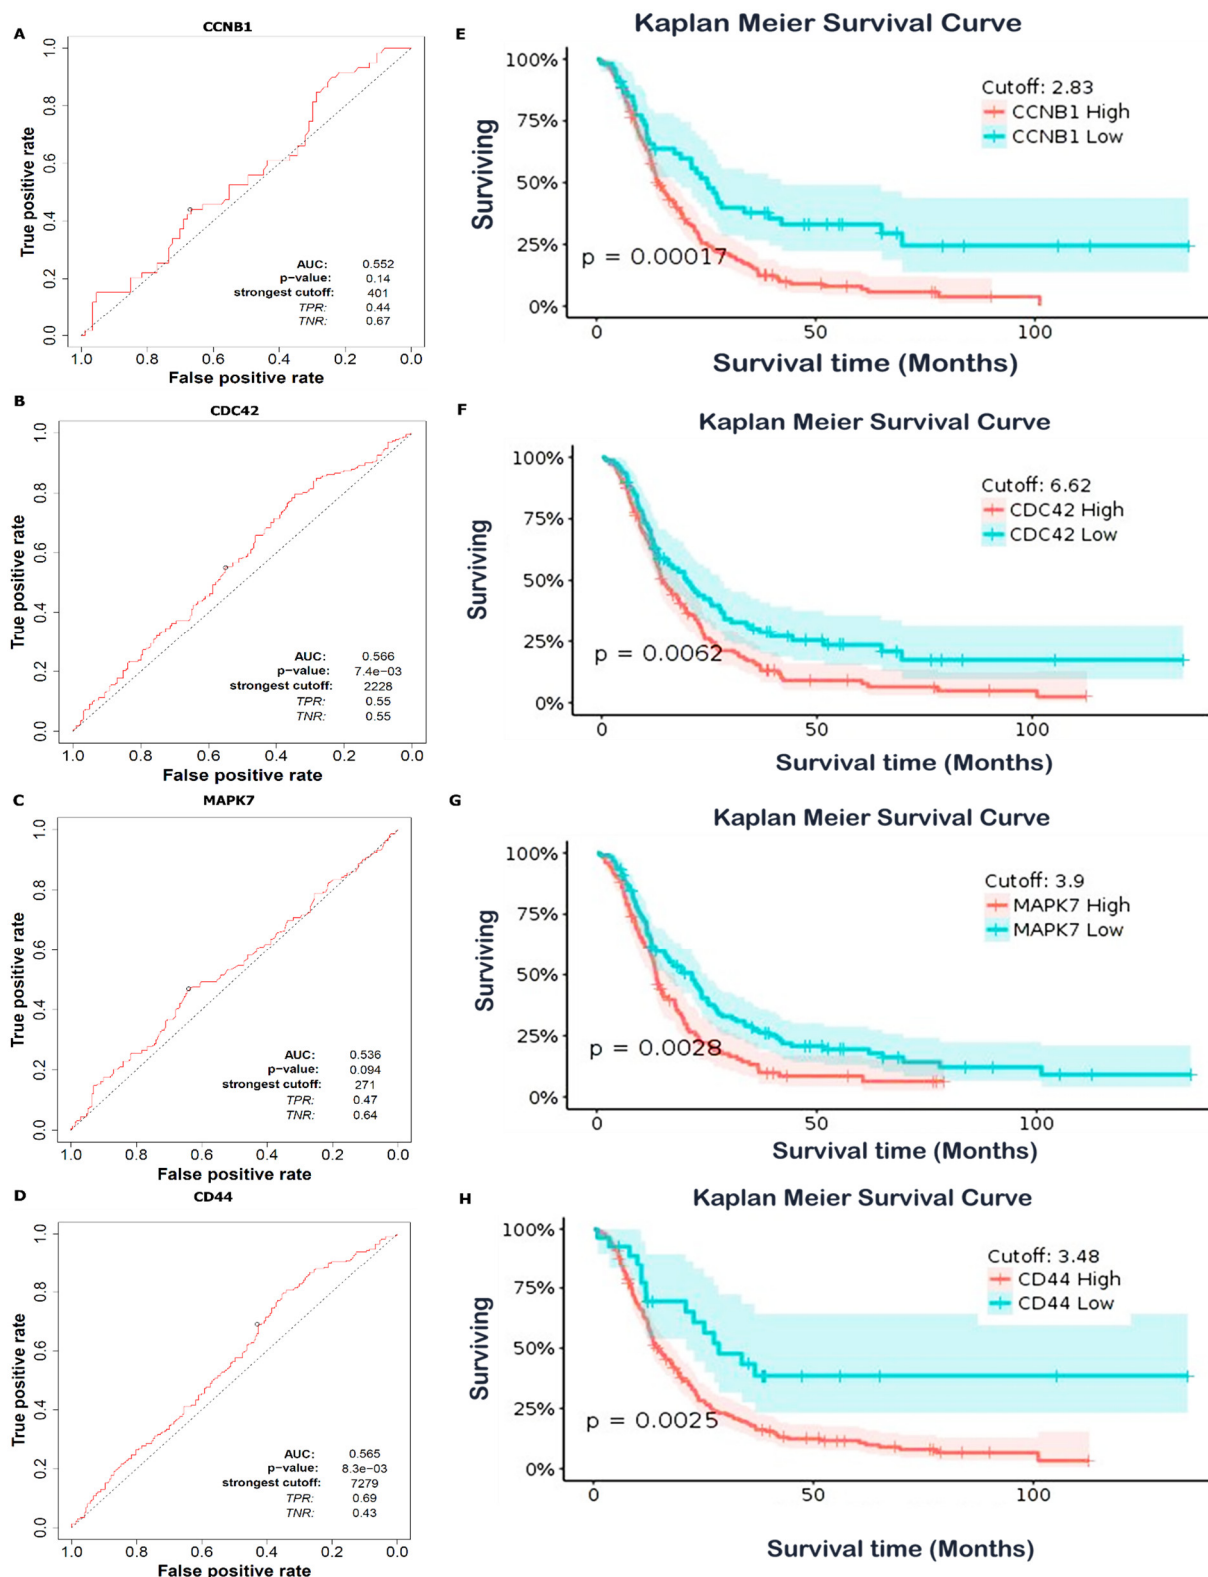 A
CCNB1
True positive rate
1.0
0.8
0.6
0.4
0.2
0.0
AUC: 0.552
p-value: 0.14
strongest cutoff: 401
TPR: 0.44
TNR: 0.67
1.0 0.8 0.6 0.4 0.2 0.0
False positive rate
E
Kaplan Meier Survival Curve
Surviving
100%
75%
50%
25%
0%
Cutoff: 2.83
CCNB1 High
CCNB1 Low
p = 0.00017
0 50 100
Survival time (Months)
B
CDC42
True positive rate
1.0
0.8
0.6
0.4
0.2
0.0
AUC: 0.566
p-value: 7.4e−03
strongest cutoff: 2228
TPR: 0.55
TNR: 0.55
1.0 0.8 0.6 0.4 0.2 0.0
False positive rate
F
Kaplan Meier Survival Curve
Surviving
100%
75%
50%
25%
0%
Cutoff: 6.62
CDC42 High
CDC42 Low
p = 0.0062
0 50 100
Survival time (Months)
C
MAPK7
True positive rate
1.0
0.8
0.6
0.4
0.2
0.0
AUC: 0.536
p-value: 0.094
strongest cutoff: 271
TPR: 0.47
TNR: 0.64
1.0 0.8 0.6 0.4 0.2 0.0
False positive rate
G
Kaplan Meier Survival Curve
Surviving
100%
75%
50%
25%
0%
Cutoff: 3.9
MAPK7 High
MAPK7 Low
p = 0.0028
0 50 100
Survival time (Months)
D
CD44
True positive rate
1.0
0.8
0.6
0.4
0.2
0.0
AUC: 0.565
p-value: 8.3e−03
strongest cutoff: 7279
TPR: 0.69
TNR: 0.43
1.0 0.8 0.6 0.4 0.2 0.0
False positive rate
H
Kaplan Meier Survival Curve
Surviving
100%
75%
50%
25%
0%
Cutoff: 3.48
CD44 High
CD44 Low
p = 0.0025
0 50 100
Survival time (Months)